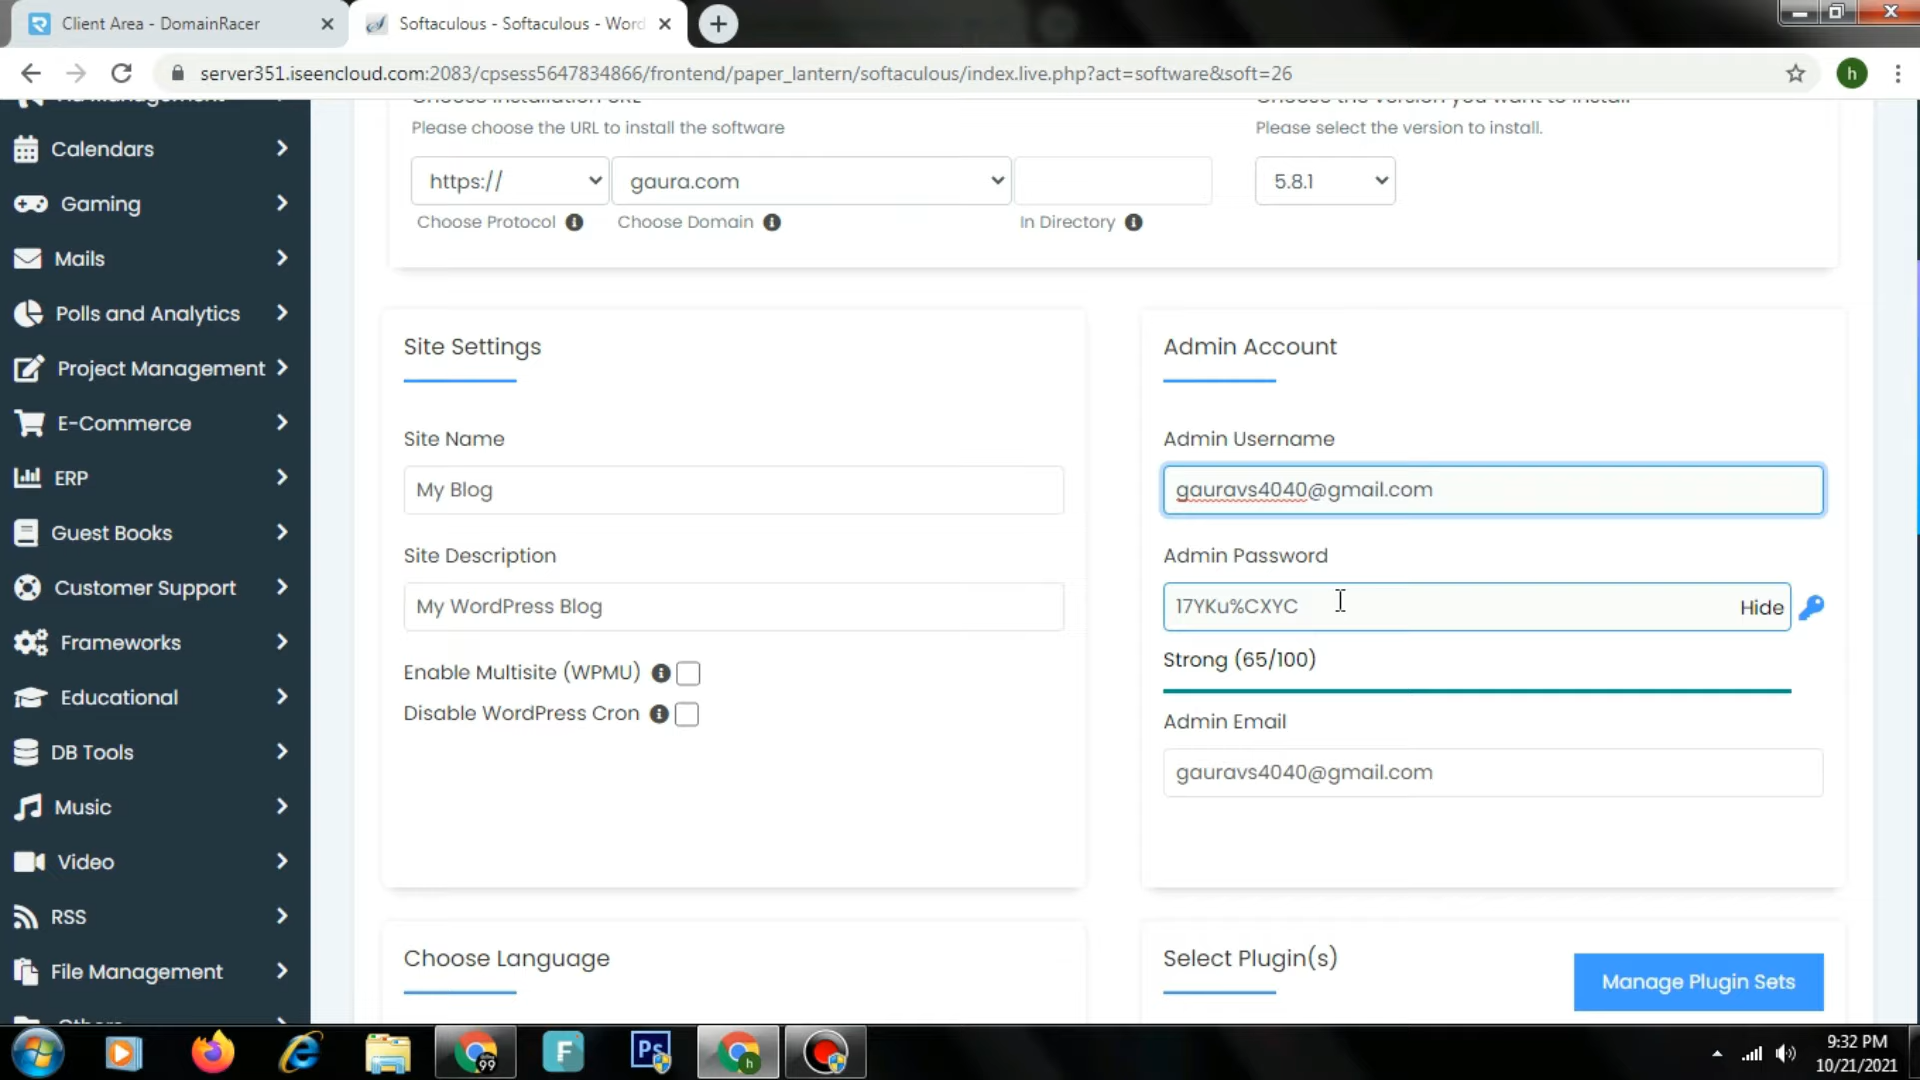 Client Area - DomainRacer
Softaculous - Softaculous - Word
server351.iseencloud.com:2083/cpsess5647834866/frontend/paper_lantern/softaculous/index.live.php?act=software&soft=26
h
Calendars
Gaming
Mails
Polls and Analytics
Project Management
E-Commerce
ERP
Guest Books
Customer Support
Frameworks
Educational
DB Tools
Music
Video
RSS
File Management
Please choose the URL to install the software
Please select the version to install.
https://
gaura.com
5.8.1
Choose Protocol
Choose Domain
In Directory
Site Settings
Site Name
My Blog
Site Description
My WordPress Blog
Enable Multisite (WPMU)
Disable WordPress Cron
Admin Account
Admin Username
gauravs4040@gmail.com
Admin Password
17YKu%CXYC
Hide
Strong (65/100)
Admin Email
gauravs4040@gmail.com
Choose Language
Select Plugin(s)
Manage Plugin Sets
99
F
Ps
h
9:32 PM
10/21/2021